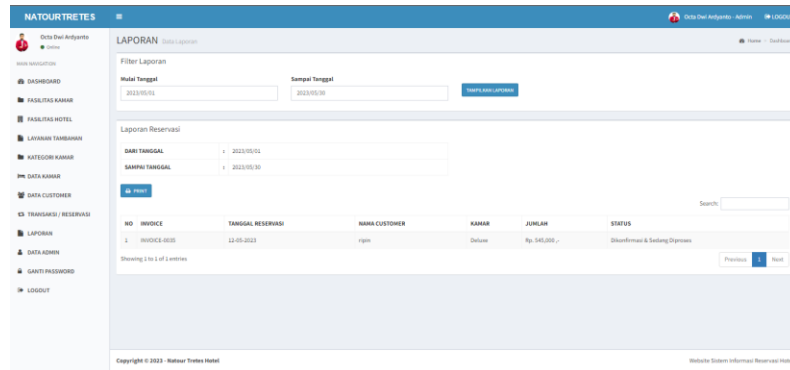 NATOURTRETES
Octa Dwi Ardyanto - Admin LOGOU
Octa Dwi Ardyanto
Online
LAPORAN Data Laporan
Home > Dashboar
MAIN NAVIGATION
DASHBOARD
FASILITAS KAMAR
FASILITAS HOTEL
LAYANAN TAMBAHAN
KATEGORI KAMAR
DATA KAMAR
DATA CUSTOMER
TRANSAKSI / RESERVASI
LAPORAN
DATA ADMIN
GANTI PASSWORD
LOGOUT
Filter Laporan
Mulai Tanggal Sampai Tanggal
2023/05/01 2023/05/30 TAMPILKAN LAPORAN
Laporan Reservasi
DARI TANGGAL : 2023/05/01
SAMPAI TANGGAL : 2023/05/30
PRINT
Search:
NO INVOICE TANGGAL RESERVASI NAMA CUSTOMER KAMAR JUMLAH STATUS
1 INVOICE-0035 12-05-2023 ripin Deluxe Rp. 545,000 ,- Dikonfirmasi & Sedang Diproses
Showing 1 to 1 of 1 entries
Previous 1 Next
Copyright © 2023 - Natour Tretes Hotel
Website Sistem Informasi Reservasi Hote